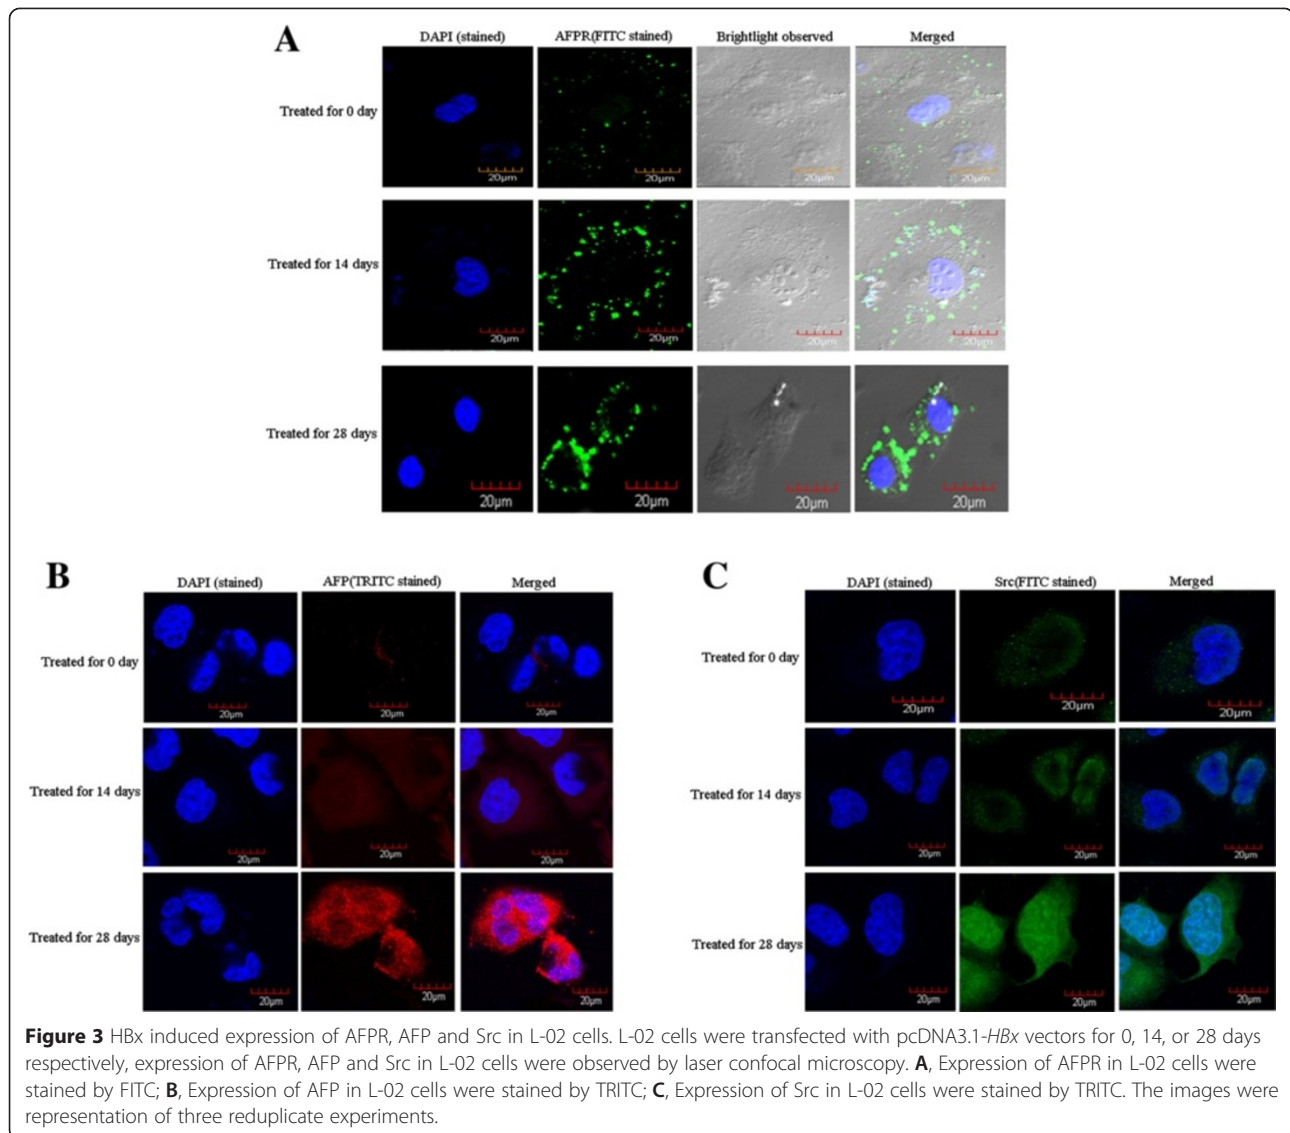 A
DAPI (stained) AFPR(FITC stained) Brightlight observed Merged
Treated for 0 day
20µm 20µm 20µm 20µm
Treated for 14 days
20µm 20µm 20µm 20µm
Treated for 28 days
20µm 20µm 20µm 20µm
B
DAPI (stained) AFP(TRITC stained) Merged
Treated for 0 day
20µm 20µm 20µm
Treated for 14 days
20µm 20µm 20µm
Treated for 28 days
20µm 20µm 20µm
C
DAPI (stained) Src(FITC stained) Merged
Treated for 0 day
20µm 20µm 20µm
Treated for 14 days
20µm 20µm 20µm
Treated for 28 days
20µm 20µm 20µm
Figure 3 HBx induced expression of AFPR, AFP and Src in L-02 cells. L-02 cells were transfected with pcDNA3.1-HBx vectors for 0, 14, or 28 days
respectively, expression of AFPR, AFP and Src in L-02 cells were observed by laser confocal microscopy. A, Expression of AFPR in L-02 cells were
stained by FITC; B, Expression of AFP in L-02 cells were stained by TRITC; C, Expression of Src in L-02 cells were stained by TRITC. The images were
representation of three reduplicate experiments.